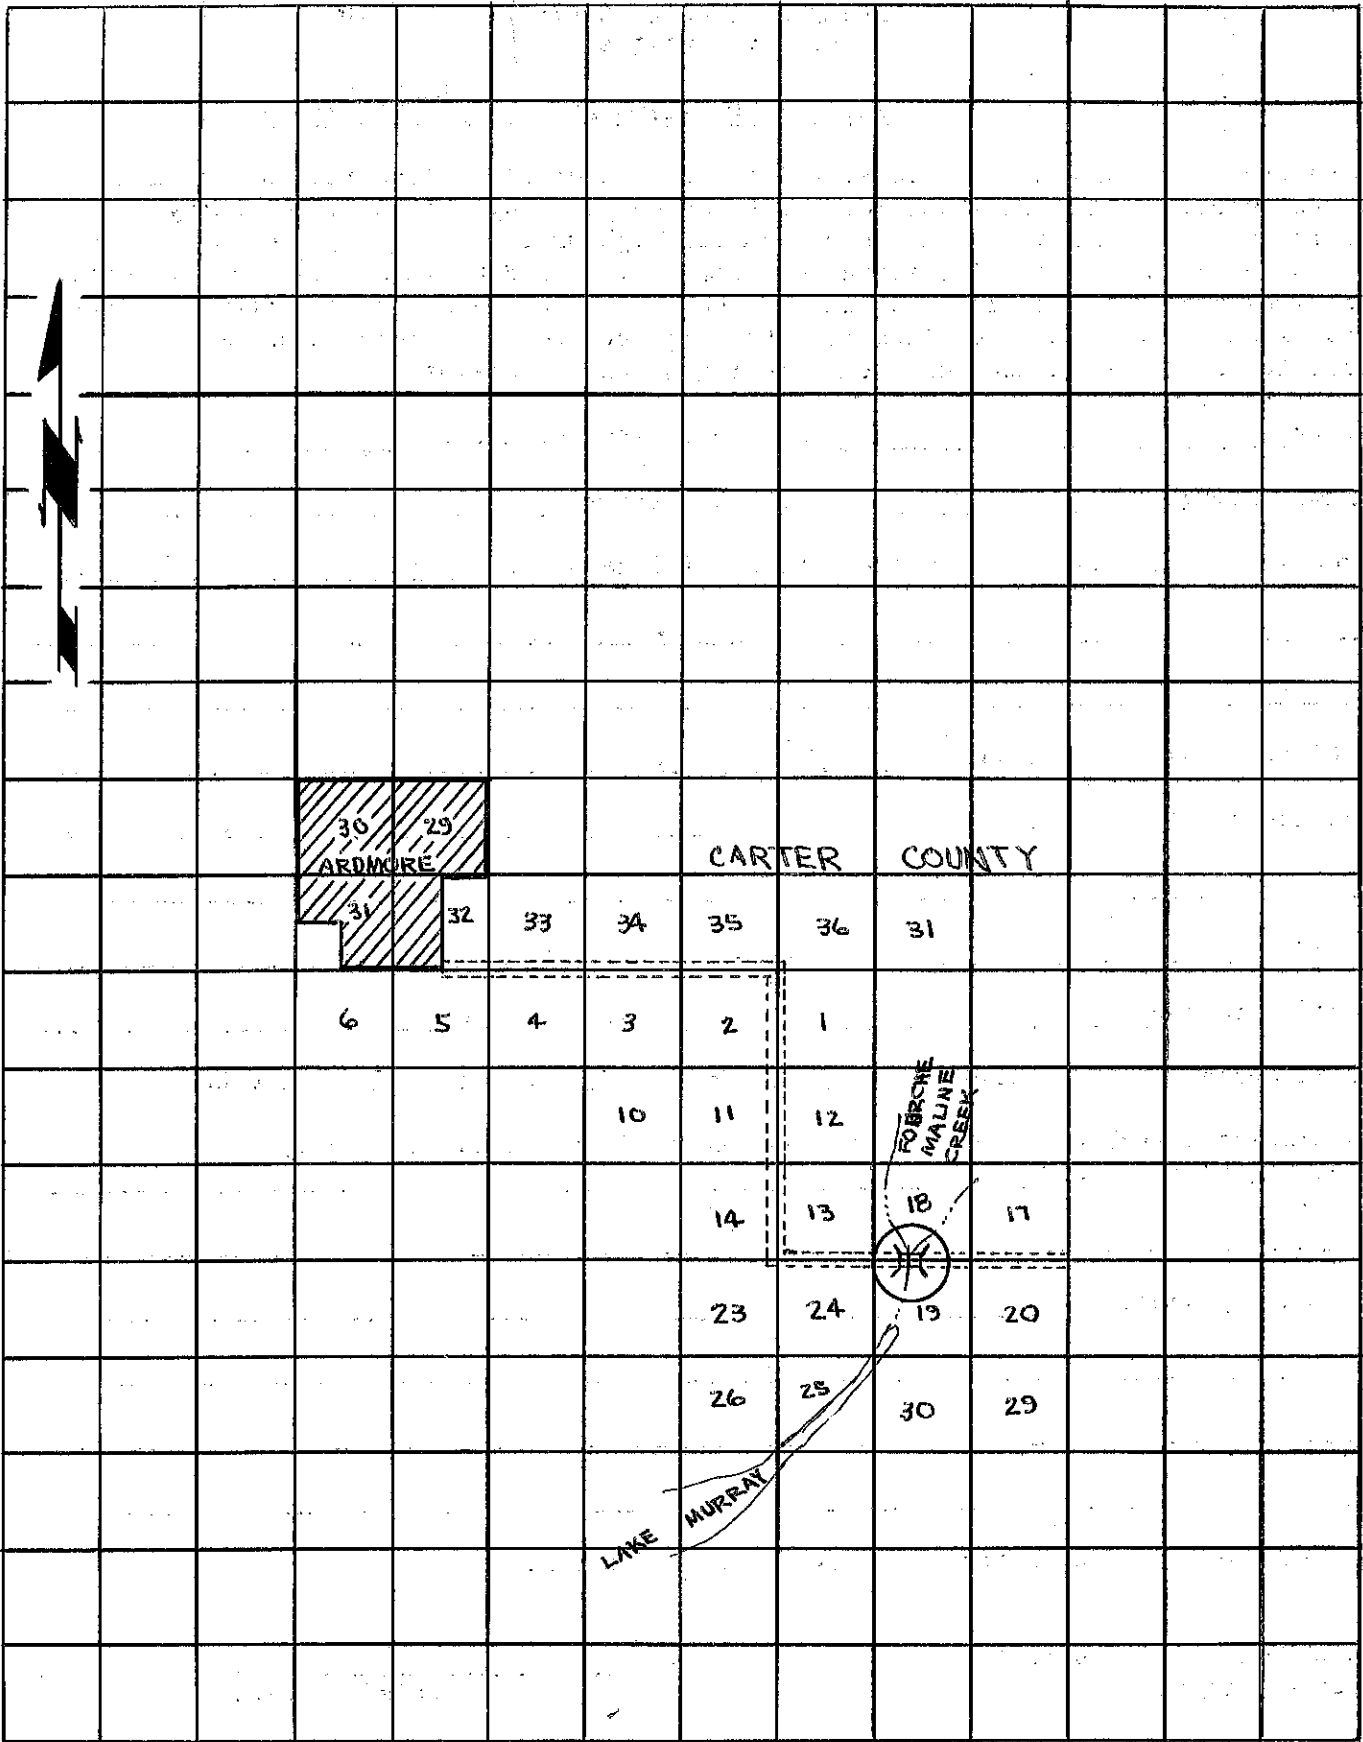 30 29
ARDMORE
CARTER COUNTY
31 32 33 34 35 36 31
6 5 4 3 2 1
10 11 12
FOURCHE
MALINE
CREEK
14 13 18 17
23 24 19 20
26 25 30 29
LAKE MURRAY